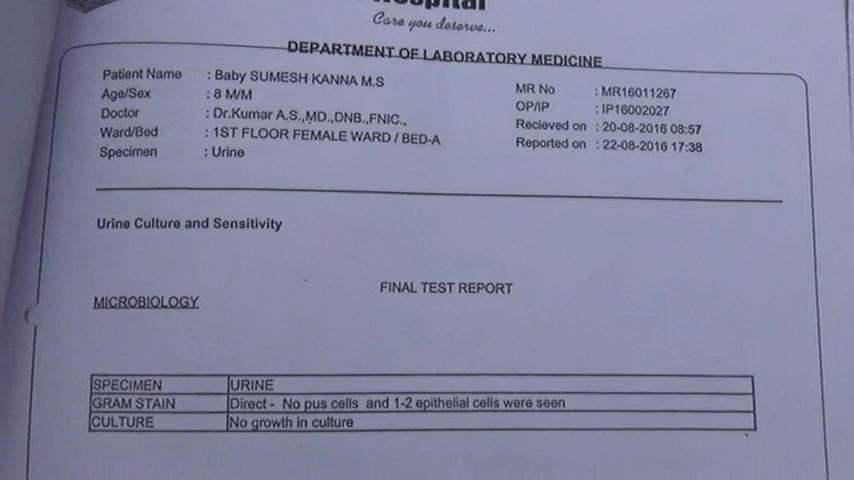 Hospital
Care you deserve...
DEPARTMENT OF LABORATORY MEDICINE
Patient Name : Baby SUMESH KANNA M.S
Age/Sex : 8 M/M
Doctor : Dr.Kumar A.S.,MD.,DNB.,FNIC.,
Ward/Bed : 1ST FLOOR FEMALE WARD / BED-A
Specimen : Urine
MR No : MR16011267
OP/IP : IP16002027
Recieved on : 20-08-2016 08:57
Reported on : 22-08-2016 17:38
Urine Culture and Sensitivity
FINAL TEST REPORT
MICROBIOLOGY
SPECIMEN URINE
GRAM STAIN Direct - No pus cells and 1-2 epithelial cells were seen
CULTURE No growth in culture